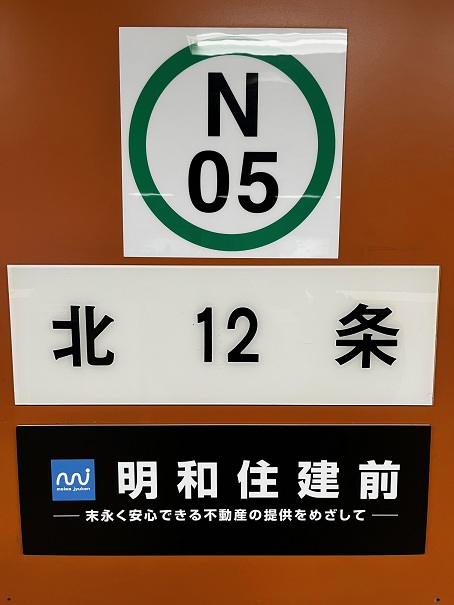 N
05
北 12 条
meiwa jyuken
明和住建前
末永く安心できる不動産の提供をめざして